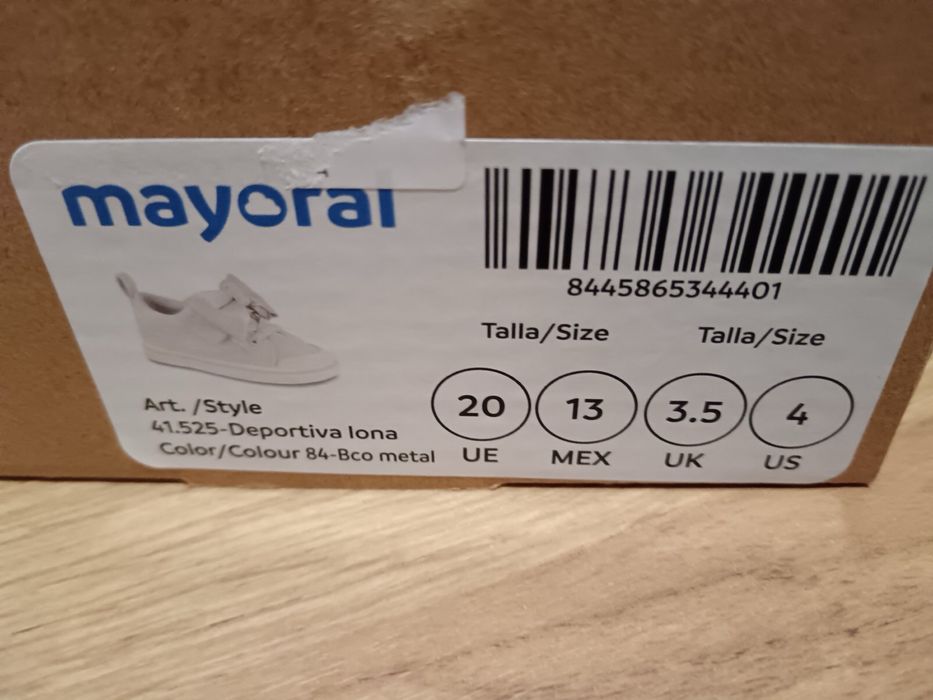 mayoral
8445865344401
Talla/Size Talla/Size
20 13 3.5 4
UE MEX UK US
Art. /Style
41.525-Deportiva lona
Color/Colour 84-Bco metal